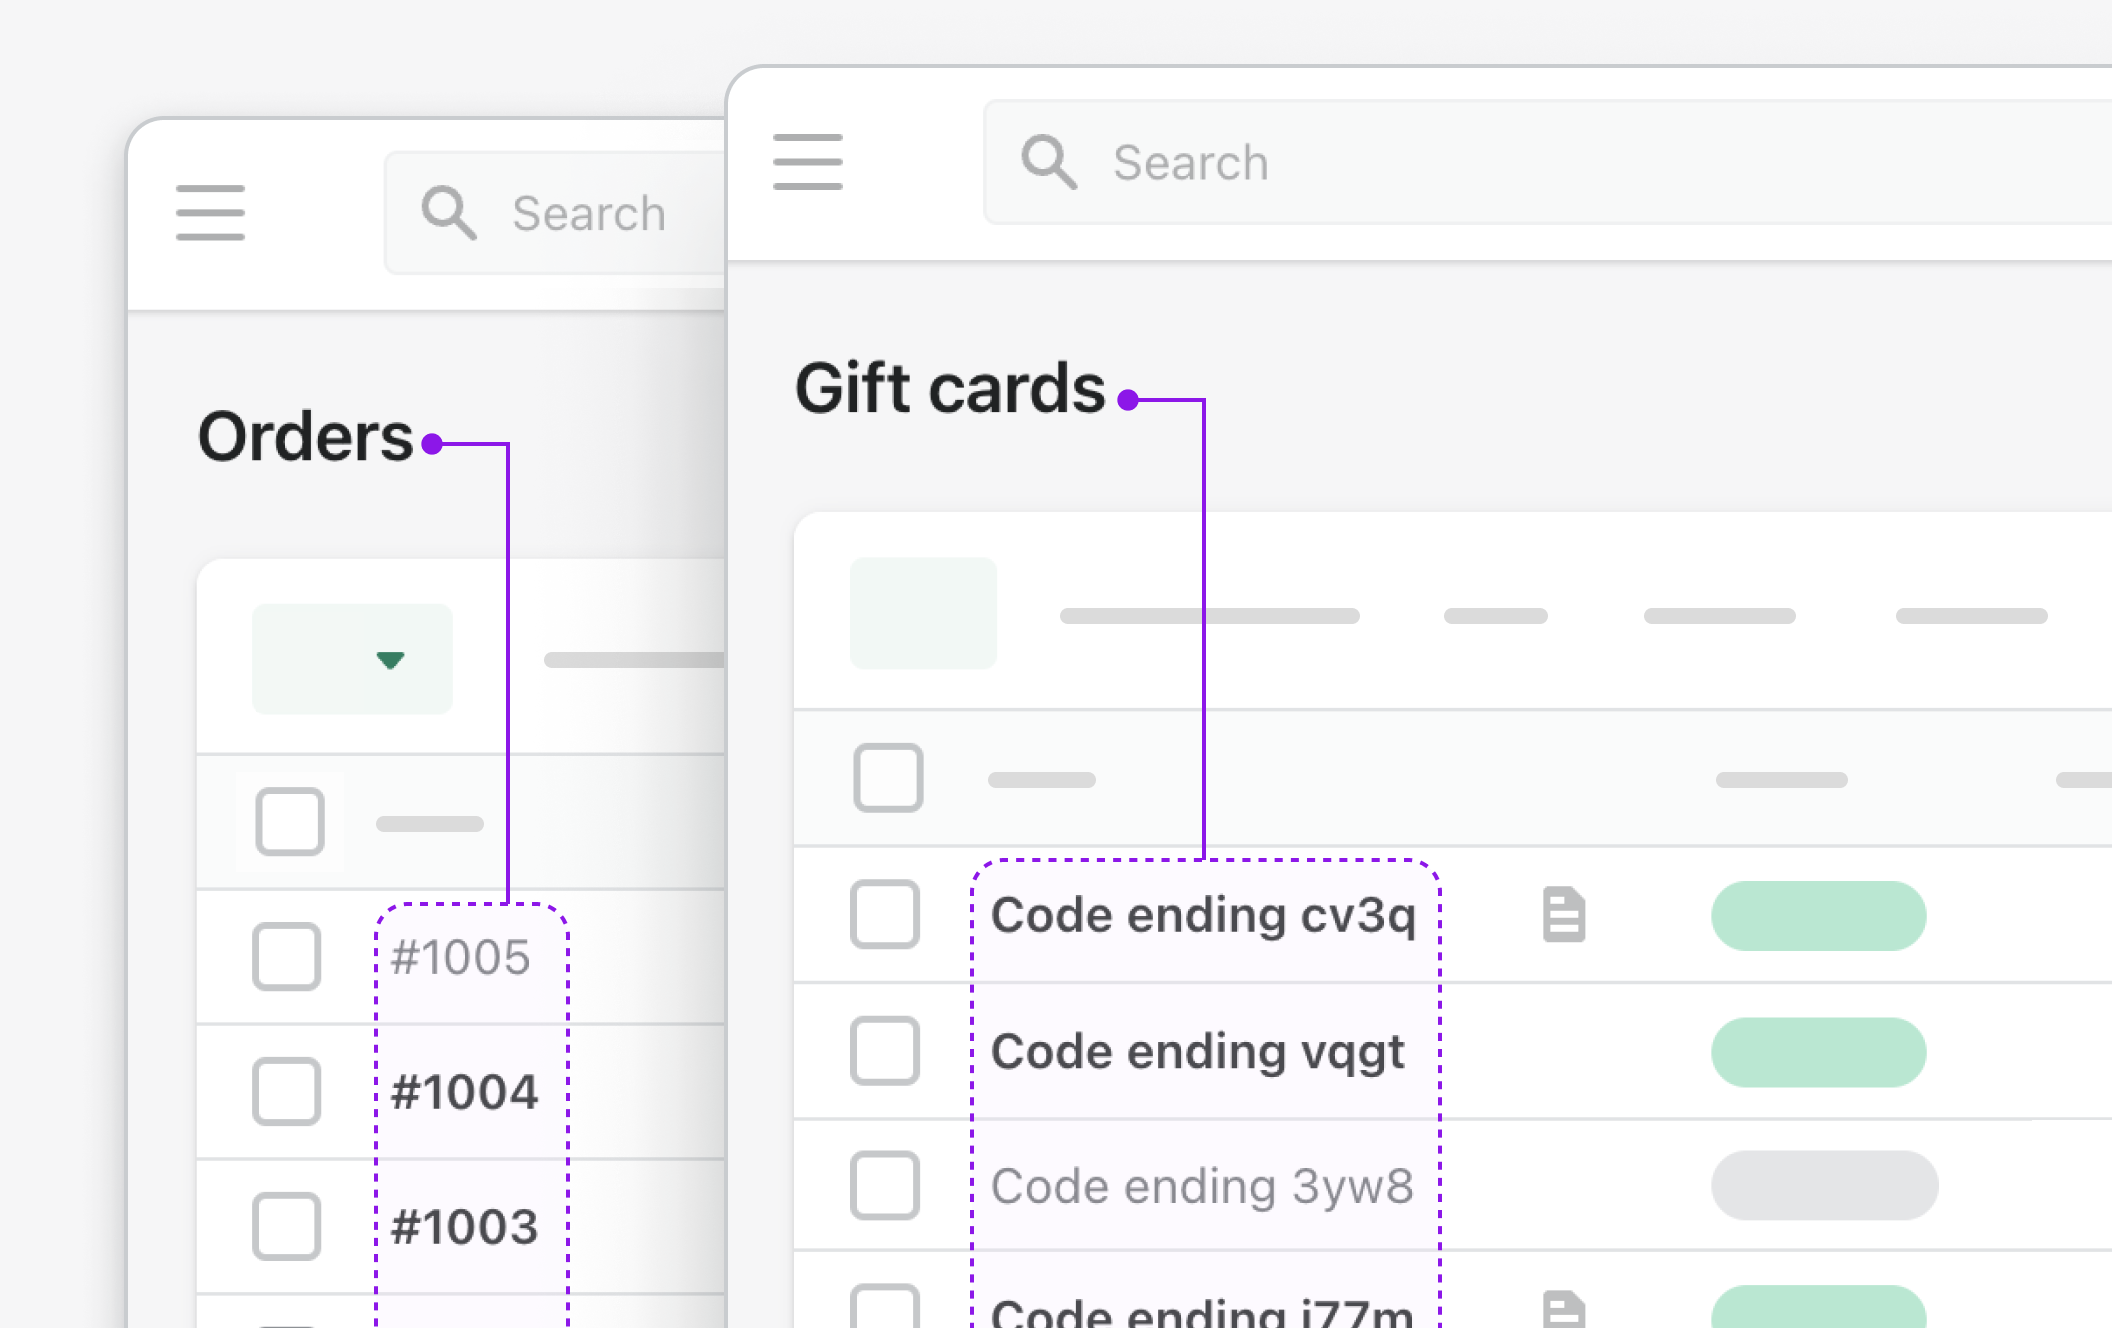 Search
Orders
#1005
#1004
#1003
Search
Gift cards
Code ending cv3q
Code ending vqgt
Code ending 3yw8
Code ending i77m